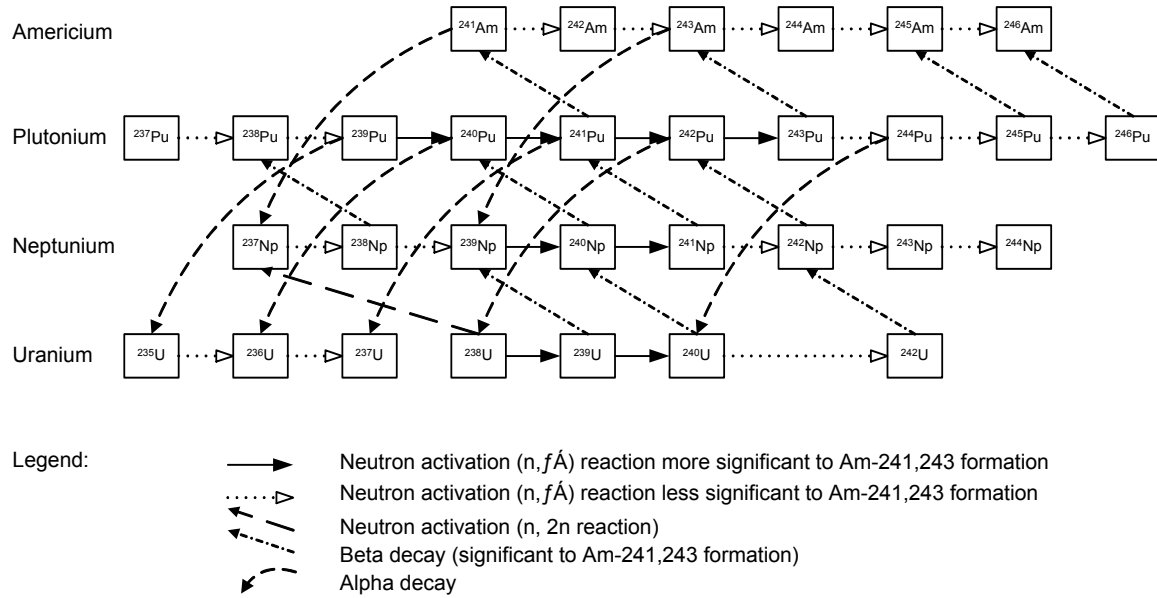 Americium ²⁴¹Am ²⁴²Am ²⁴³Am ²⁴⁴Am ²⁴⁵Am ²⁴⁶Am
Plutonium ²³⁷Pu ²³⁸Pu ²³⁹Pu ²⁴⁰Pu ²⁴¹Pu ²⁴²Pu ²⁴³Pu ²⁴⁴Pu ²⁴⁵Pu ²⁴⁶Pu
Neptunium ²³⁷Np ²³⁸Np ²³⁹Np ²⁴⁰Np ²⁴¹Np ²⁴²Np ²⁴³Np ²⁴⁴Np
Uranium ²³⁵U ²³⁶U ²³⁷U ²³⁸U ²³⁹U ²⁴⁰U ²⁴²U
Legend:
Neutron activation (n,ƒÁ) reaction more significant to Am-241,243 formation
Neutron activation (n,ƒÁ) reaction less significant to Am-241,243 formation
Neutron activation (n, 2n reaction)
Beta decay (significant to Am-241,243 formation)
Alpha decay